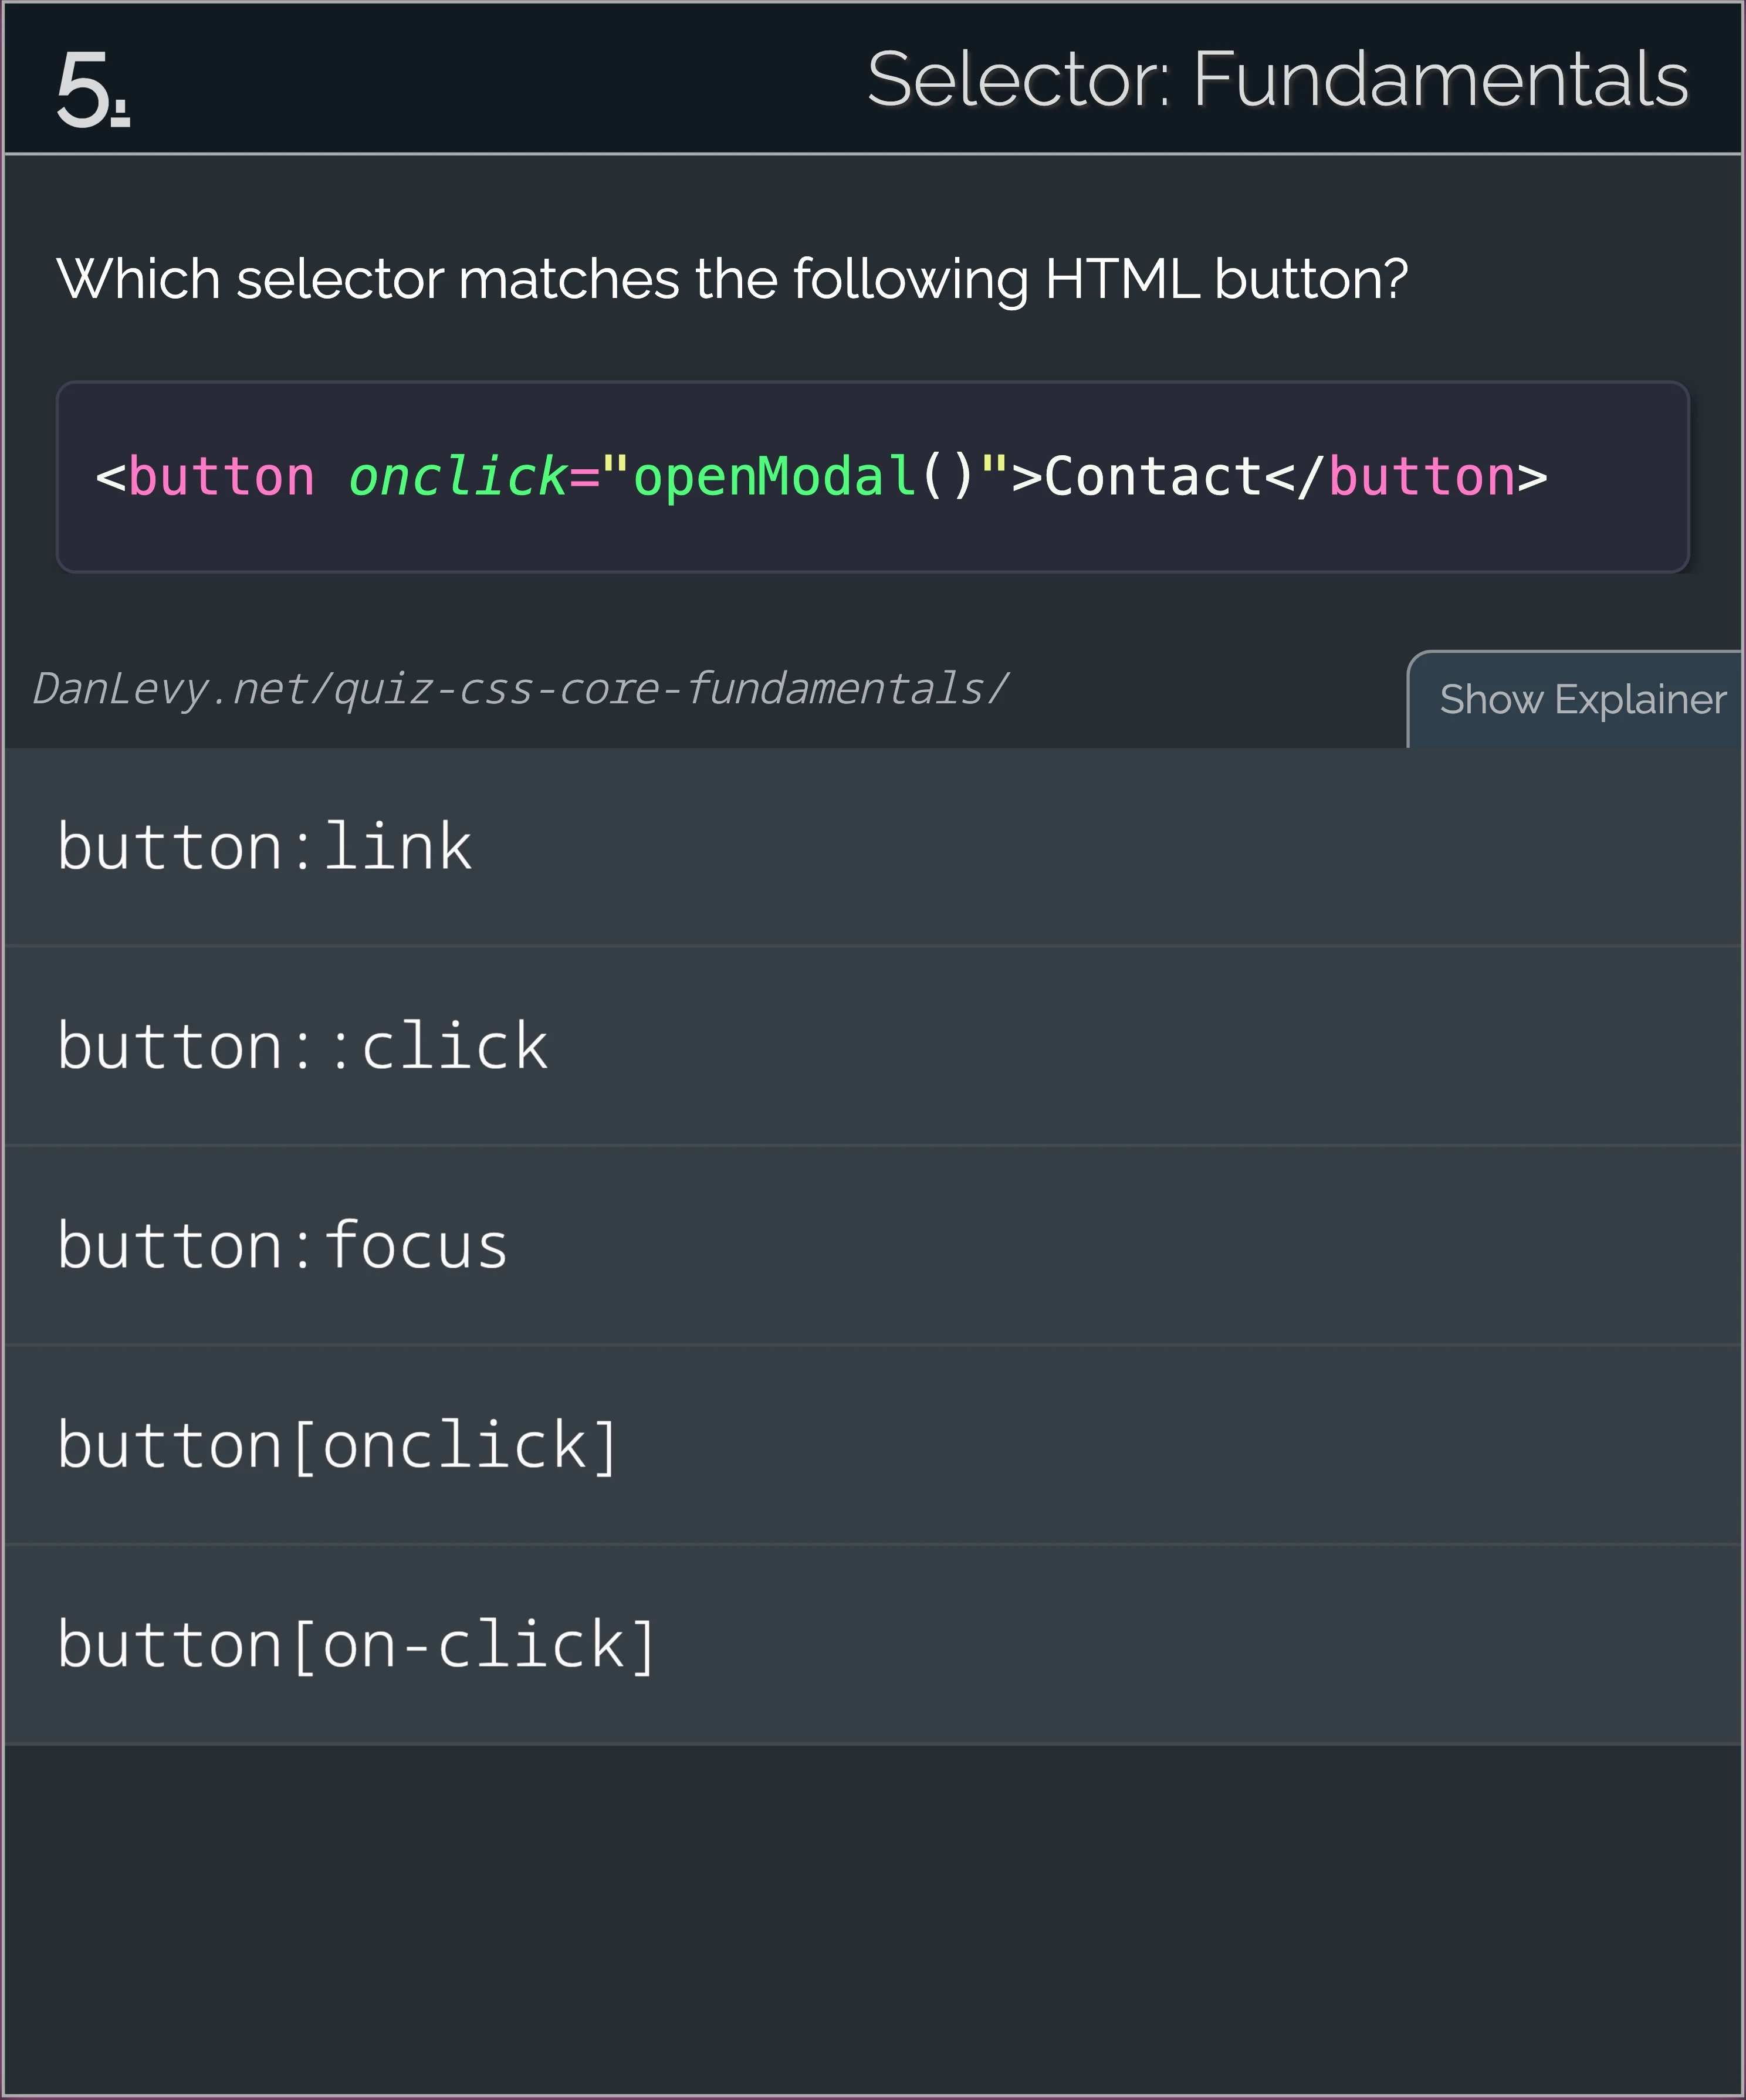 5.
Selector: Fundamentals
Which selector matches the following HTML button?
<button onclick="openModal()">Contact</button>
DanLevy.net/quiz-css-core-fundamentals/
Show Explainer
button:link
button::click
button:focus
button[onclick]
button[on-click]